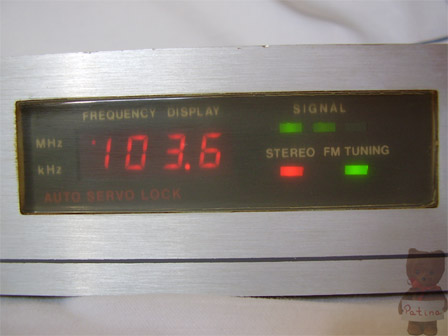 FREQUENCY DISPLAY
SIGNAL
MHz
kHz
103.6
STEREO FM TUNING
AUTO SERVO LOCK
Patina